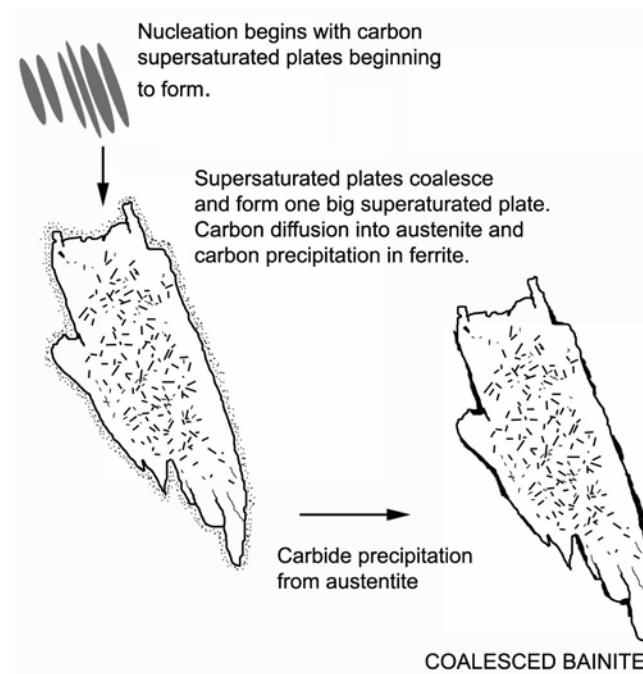 Nucleation begins with carbon
supersaturated plates beginning
to form.
Supersaturated plates coalesce
and form one big superaturated plate.
Carbon diffusion into austenite and
carbon precipitation in ferrite.
Carbide precipitation
from austentite
COALESCED BAINITE